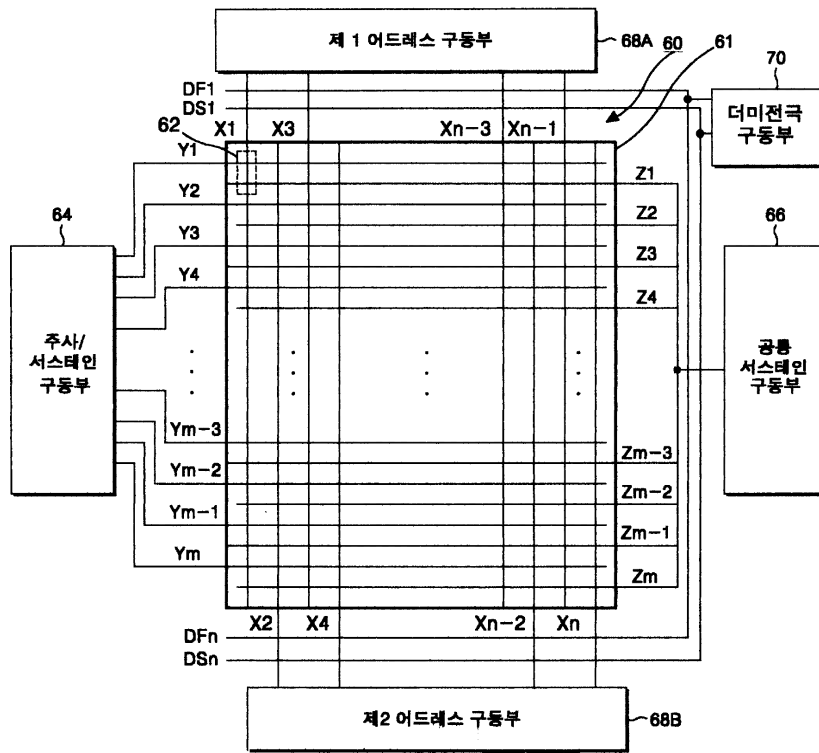 제 1 어드레스 구동부
68A
60
61
70
DF1
DS1
더미전극
구동부
X1
X3
Xn-3
Xn-1
62
Y1
Z1
Y2
Z2
64
Y3
Z3
66
Y4
Z4
주사/
서스테인
구동부
공통
서스테인
구동부
Ym-3
Zm-3
Ym-2
Zm-2
Ym-1
Zm-1
Ym
Zm
X2
X4
Xn-2
Xn
DFn
DSn
제2 어드레스 구동부
68B